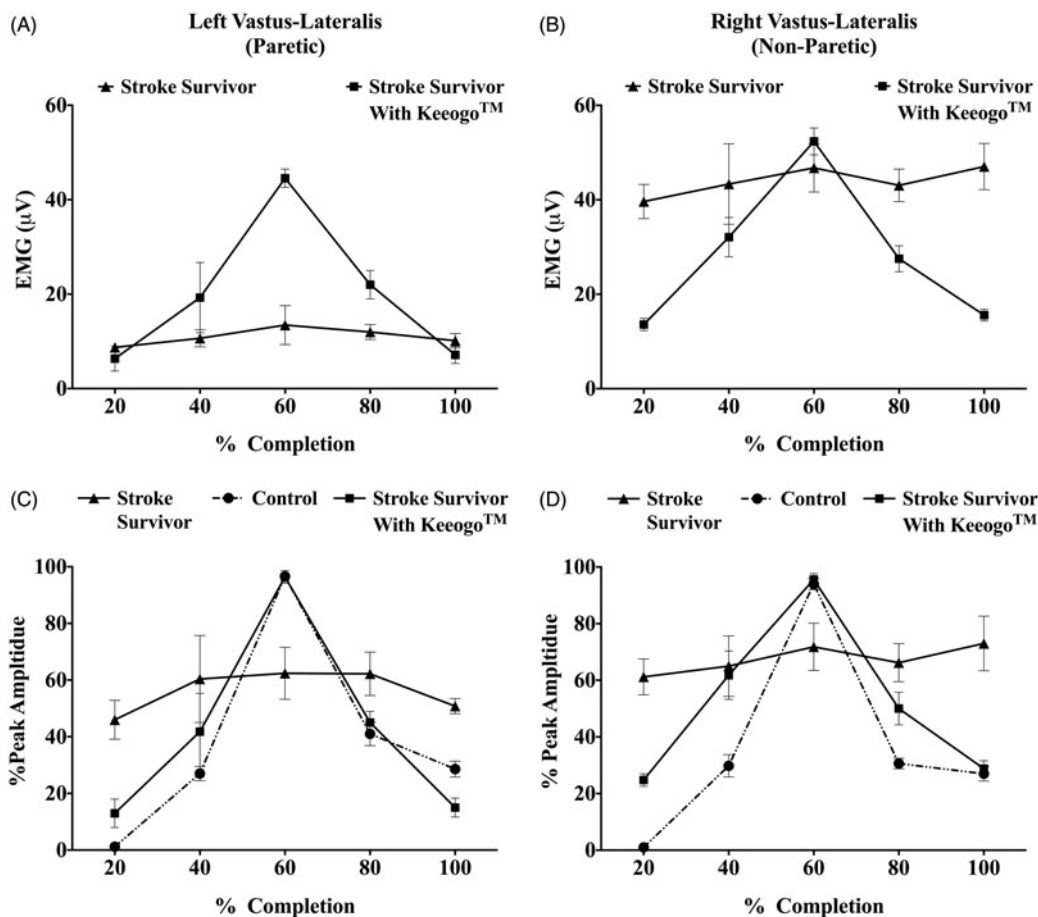 (A)
Left Vastus-Lateralis
(Paretic)
Stroke Survivor
Stroke Survivor
With Keeogo™
60
40
20
0
EMG (μV)
20 40 60 80 100
% Completion
(B)
Right Vastus-Lateralis
(Non-Paretic)
Stroke Survivor
Stroke Survivor
With Keeogo™
60
40
20
0
EMG (μV)
20 40 60 80 100
% Completion
(C)
Stroke
Survivor
Control
Stroke Survivor
With Keeogo™
100
80
60
40
20
0
%Peak Ampltidue
20 40 60 80 100
% Completion
(D)
Stroke
Survivor
Control
Stroke Survivor
With Keeogo™
100
80
60
40
20
0
% Peak Ampltidue
20 40 60 80 100
% Completion